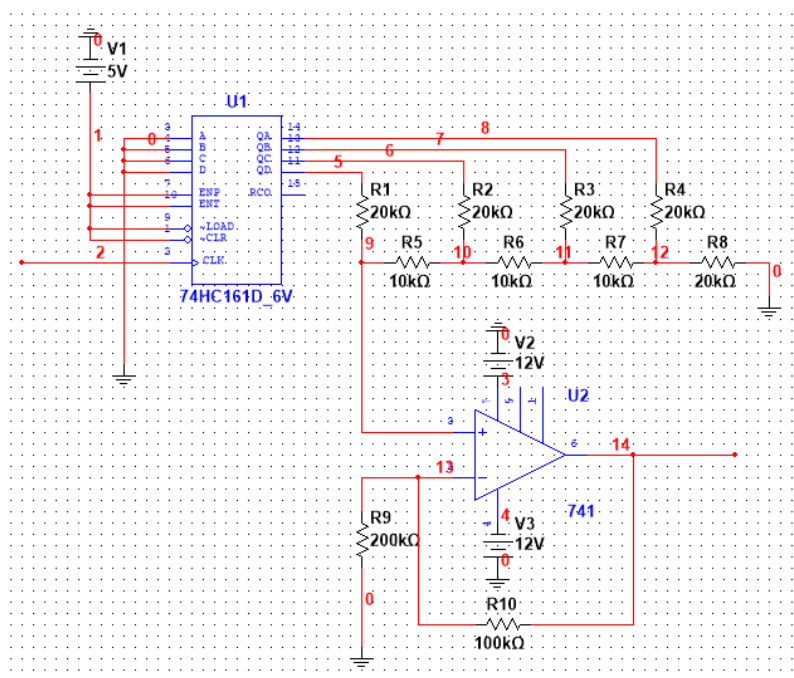 0
V1
5V
U1
1
0
3
4
5
6
A
B
C
D
7
10
ENP
ENT
9
1
~LOAD
~CLR
2
2
CLK
QA
QB
QC
QD
RCO
14
13
12
11
15
74HC161D_6V
8
7
6
5
R1
20kΩ
R2
20kΩ
R3
20kΩ
R4
20kΩ
9
R5
10kΩ
10
R6
10kΩ
11
R7
10kΩ
12
R8
20kΩ
0
0
V2
12V
3
7
5
1
U2
3
+
6
14
13
−
741
4
4
V3
12V
0
R9
200kΩ
0
R10
100kΩ